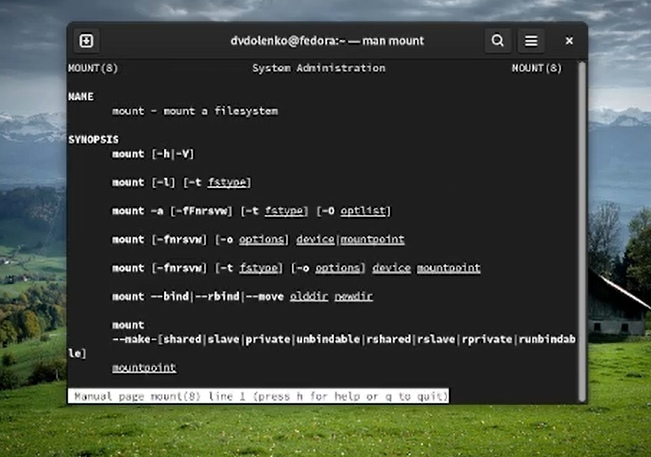 dvdolenko@fedora:~ — man mount
MOUNT(8) System Administration MOUNT(8)
NAME
mount - mount a filesystem
SYNOPSIS
mount [-h|-V]
mount [-l] [-t fstype]
mount -a [-fFnrsvw] [-t fstype] [-O optlist]
mount [-fnrsvw] [-o options] device|mountpoint
mount [-fnrsvw] [-t fstype] [-o options] device mountpoint
mount --bind|--rbind|--move olddir newdir
mount
--make-[shared|slave|private|unbindable|rshared|rslave|rprivate|runbindab
le]
mountpoint
Manual page mount(8) line 1 (press h for help or q to quit)